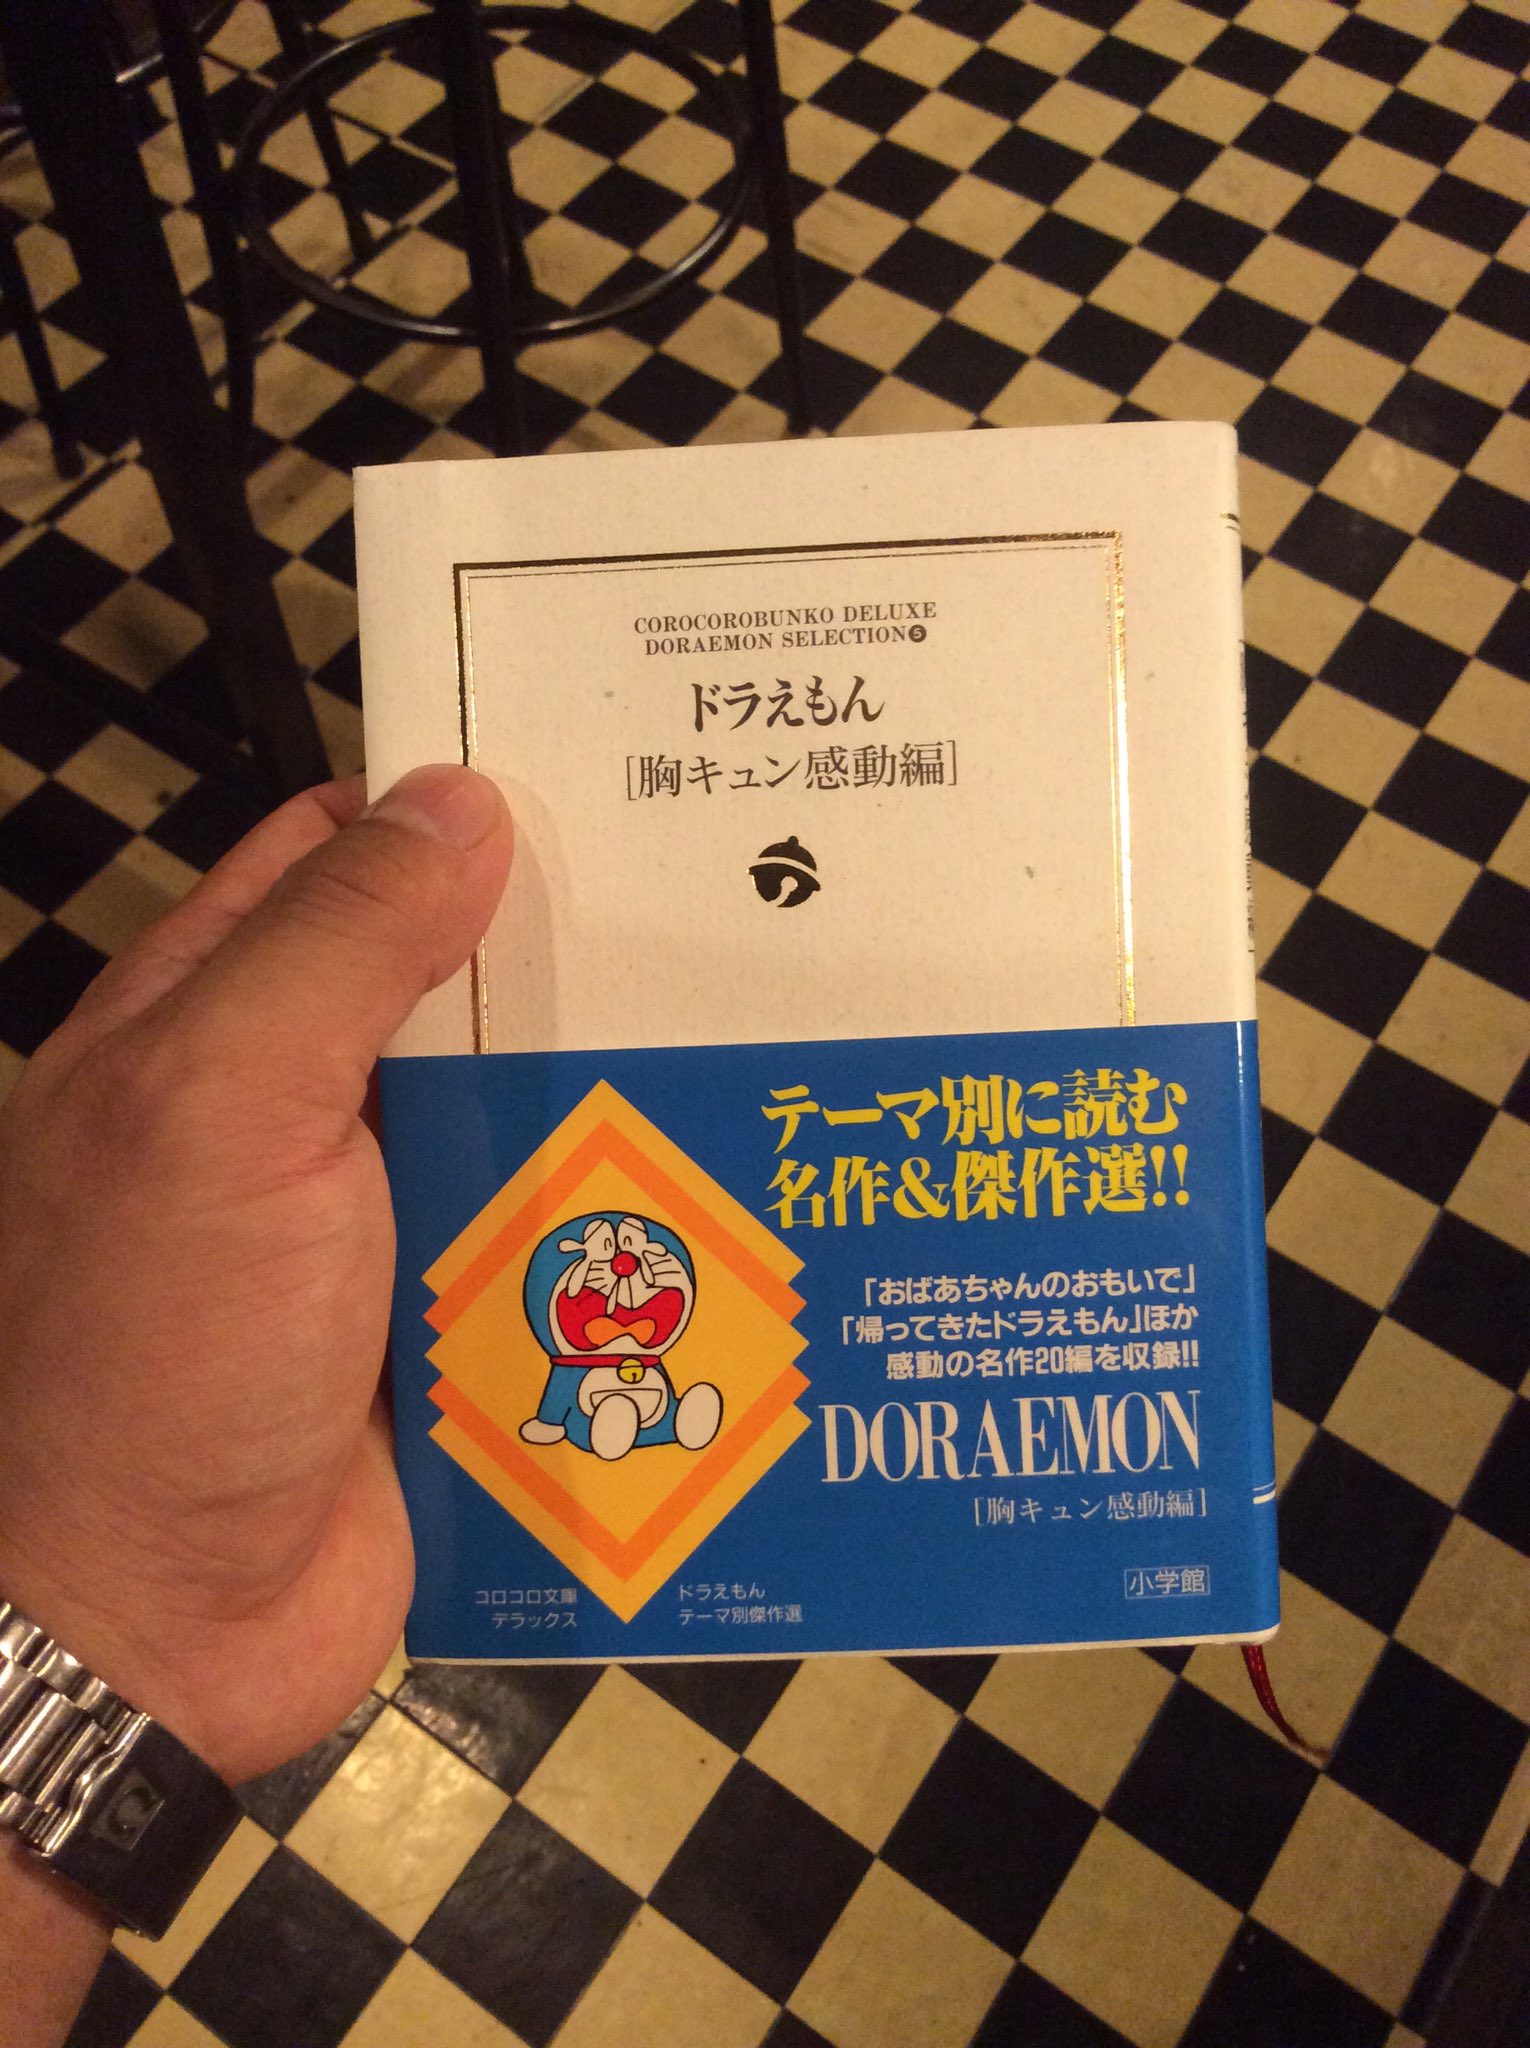 COROCOROBUNKO DELUXE
DORAEMON SELECTION❺
ドラえもん
[胸キュン感動編]
テーマ別に読む
名作&傑作選!!
「おばあちゃんのおもいで」
「帰ってきたドラえもん」ほか
感動の名作20編を収録!!
DORAEMON
[胸キュン感動編]
コロコロ文庫
デラックス
ドラえもん
テーマ別傑作選
小学館